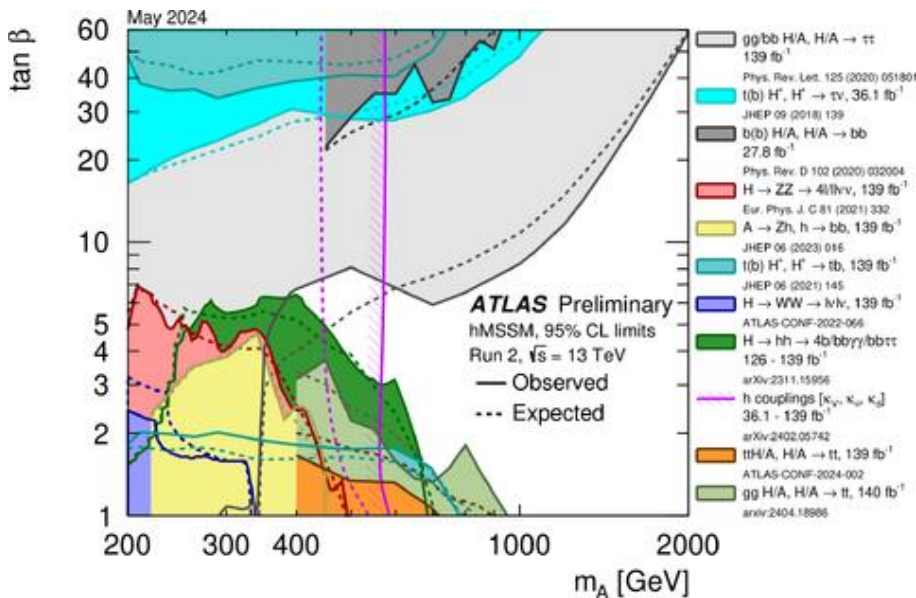 May 2024
tan β
60
40
30
20
10
5
4
3
2
1
200
300
400
1000
2000
m_A [GeV]
ATLAS Preliminary
hMSSM, 95% CL limits
Run 2, √s = 13 TeV
Observed
Expected
gg/bb H/A, H/A → ττ
139 fb⁻¹
Phys. Rev. Lett. 125 (2020) 051801
t(b) H⁺, H⁺ → τν, 36.1 fb⁻¹
JHEP 09 (2018) 139
b(b) H/A, H/A → bb
27.8 fb⁻¹
Phys. Rev. D 102 (2020) 032004
H → ZZ → 4l/llνν, 139 fb⁻¹
Eur. Phys. J. C 81 (2021) 332
A → Zh, h → bb, 139 fb⁻¹
JHEP 06 (2023) 016
t(b) H⁺, H⁺ → tb, 139 fb⁻¹
JHEP 06 (2021) 145
H → WW → lνlν, 139 fb⁻¹
ATLAS-CONF-2022-066
H → hh → 4b/bbγγ/bbττ
126 - 139 fb⁻¹
arXiv:2311.15956
h couplings [κ_V, κ_u, κ_d]
36.1 - 139 fb⁻¹
arXiv:2402.05742
ttH/A, H/A → tt, 139 fb⁻¹
ATLAS-CONF-2024-002
gg H/A, H/A → tt, 140 fb⁻¹
arxiv:2404.18986